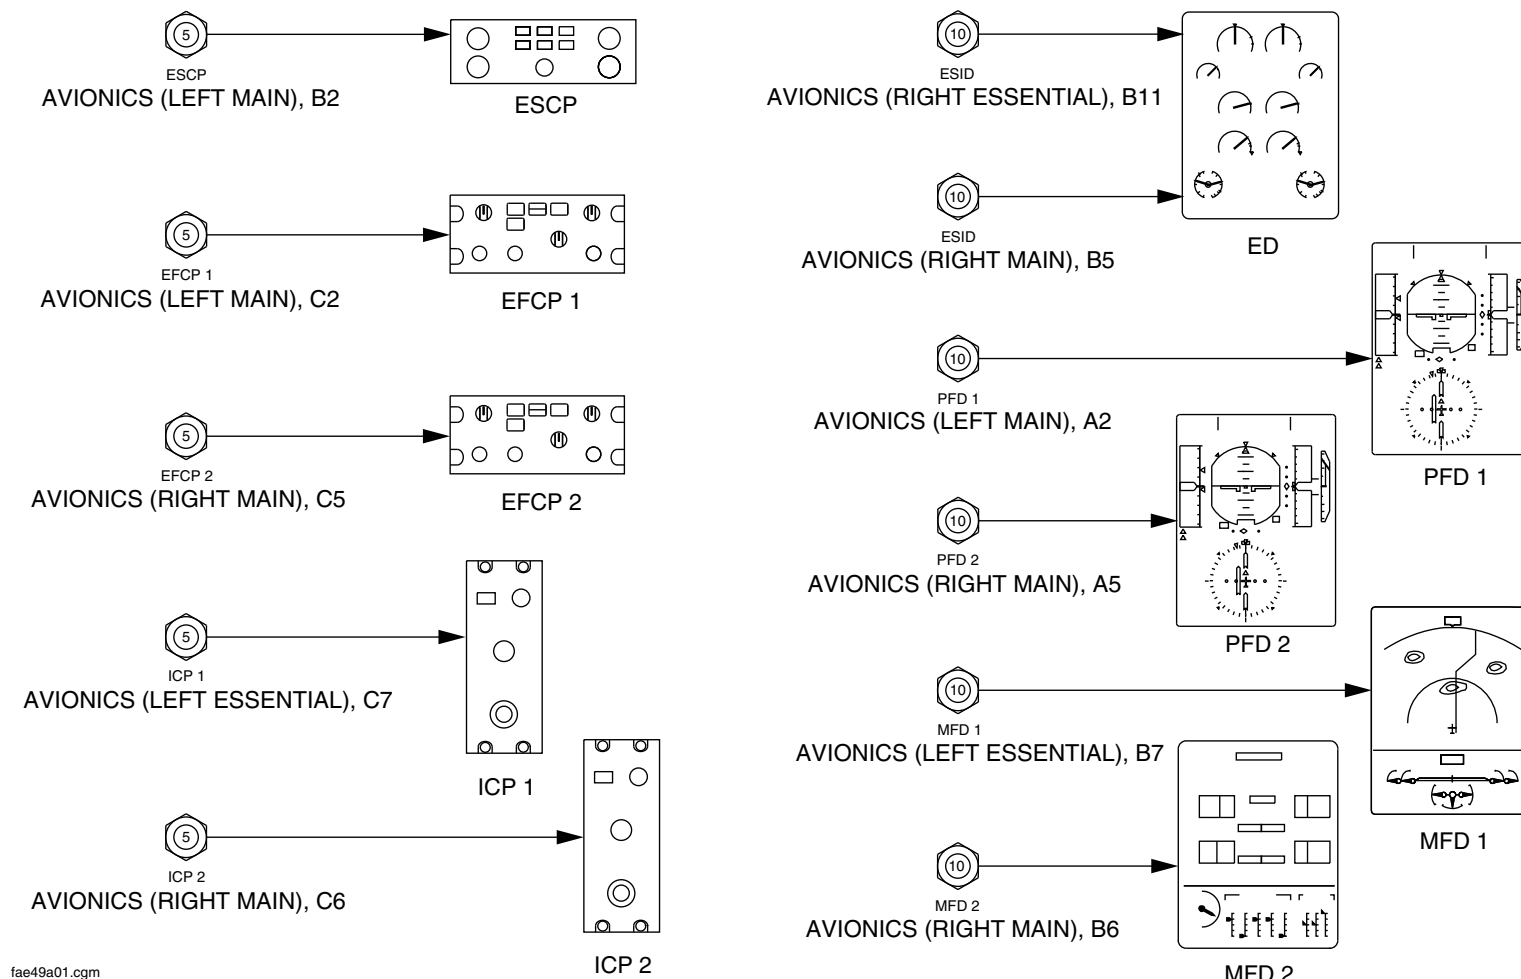 5
ESCP
AVIONICS (LEFT MAIN), B2
ESCP
5
EFCP 1
AVIONICS (LEFT MAIN), C2
EFCP 1
5
EFCP 2
AVIONICS (RIGHT MAIN), C5
EFCP 2
5
ICP 1
AVIONICS (LEFT ESSENTIAL), C7
ICP 1
5
ICP 2
AVIONICS (RIGHT MAIN), C6
ICP 2
fae49a01.cgm
10
ESID
AVIONICS (RIGHT ESSENTIAL), B11
10
ESID
AVIONICS (RIGHT MAIN), B5
ED
10
PFD 1
AVIONICS (LEFT MAIN), A2
PFD 1
10
PFD 2
AVIONICS (RIGHT MAIN), A5
PFD 2
10
MFD 1
AVIONICS (LEFT ESSENTIAL), B7
MFD 1
10
MFD 2
AVIONICS (RIGHT MAIN), B6
MFD 2